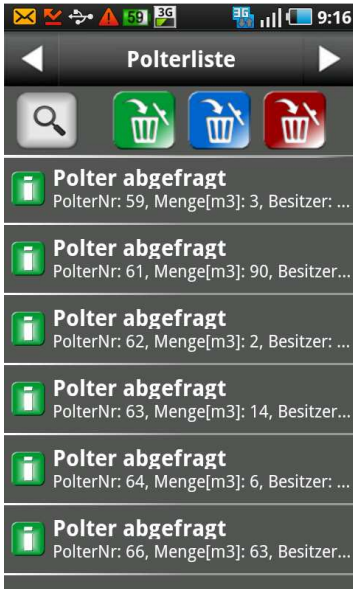 59 3G 3G 9:16
Polterliste
Polter abgefragt
PolterNr: 59, Menge[m3]: 3, Besitzer: ...
Polter abgefragt
PolterNr: 61, Menge[m3]: 90, Besitzer...
Polter abgefragt
PolterNr: 62, Menge[m3]: 2, Besitzer: ...
Polter abgefragt
PolterNr: 63, Menge[m3]: 14, Besitzer...
Polter abgefragt
PolterNr: 64, Menge[m3]: 6, Besitzer: ...
Polter abgefragt
PolterNr: 66, Menge[m3]: 63, Besitzer...